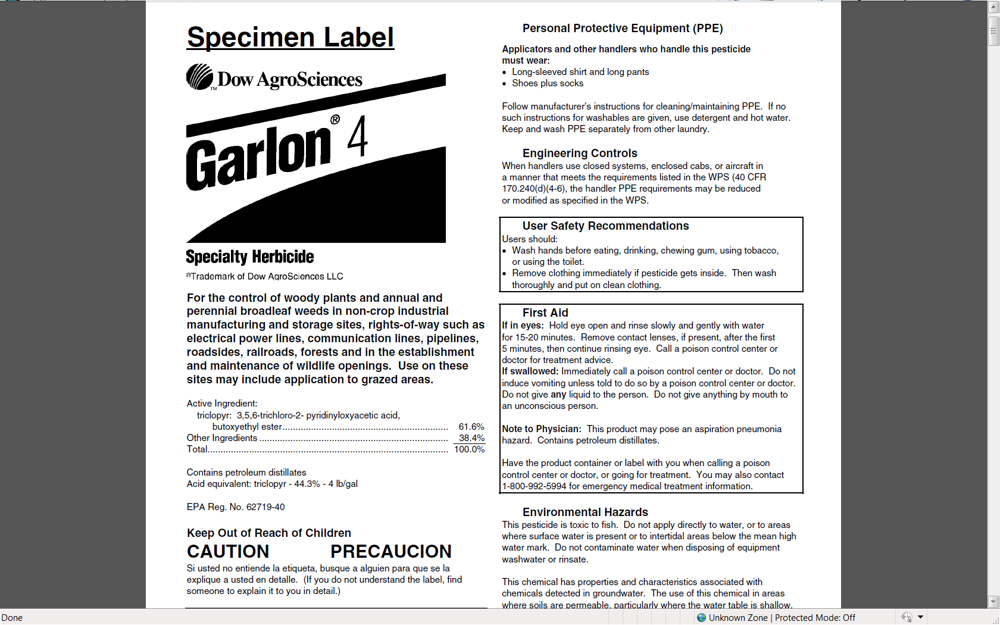 Specimen Label
Dow AgroSciences
TM
Garlon® 4
Specialty Herbicide
®Trademark of Dow AgroSciences LLC
For the control of woody plants and annual and
perennial broadleaf weeds in non-crop industrial
manufacturing and storage sites, rights-of-way such as
electrical power lines, communication lines, pipelines,
roadsides, railroads, forests and in the establishment
and maintenance of wildlife openings.  Use on these
sites may include application to grazed areas.
Active Ingredient:
triclopyr:  3,5,6-trichloro-2- pyridinyloxyacetic acid,
butoxyethyl ester................................................................ 61.6%
Other Ingredients ......................................................................... 38.4%
Total............................................................................................. 100.0%
Contains petroleum distillates
Acid equivalent: triclopyr - 44.3% - 4 lb/gal
EPA Reg. No. 62719-40
Keep Out of Reach of Children
CAUTION PRECAUCION
Si usted no entiende la etiqueta, busque a alguien para que se la
explique a usted en detalle.  (If you do not understand the label, find
someone to explain it to you in detail.)
Personal Protective Equipment (PPE)
Applicators and other handlers who handle this pesticide
must wear:
• Long-sleeved shirt and long pants
• Shoes plus socks
Follow manufacturer's instructions for cleaning/maintaining PPE.  If no
such instructions for washables are given, use detergent and hot water.
Keep and wash PPE separately from other laundry.
Engineering Controls
When handlers use closed systems, enclosed cabs, or aircraft in
a manner that meets the requirements listed in the WPS (40 CFR
170.240(d)(4-6), the handler PPE requirements may be reduced
or modified as specified in the WPS.
User Safety Recommendations
Users should:
• Wash hands before eating, drinking, chewing gum, using tobacco,
or using the toilet.
• Remove clothing immediately if pesticide gets inside.  Then wash
thoroughly and put on clean clothing.
First Aid
If in eyes:  Hold eye open and rinse slowly and gently with water
for 15-20 minutes.  Remove contact lenses, if present, after the first
5 minutes, then continue rinsing eye.  Call a poison control center or
doctor for treatment advice.
If swallowed: Immediately call a poison control center or doctor.  Do not
induce vomiting unless told to do so by a poison control center or doctor.
Do not give any liquid to the person.  Do not give anything by mouth to
an unconscious person.
Note to Physician:  This product may pose an aspiration pneumonia
hazard.  Contains petroleum distillates.
Have the product container or label with you when calling a poison
control center or doctor, or going for treatment.  You may also contact
1-800-992-5994 for emergency medical treatment information.
Environmental Hazards
This pesticide is toxic to fish.  Do not apply directly to water, or to areas
where surface water is present or to intertidal areas below the mean high
water mark.  Do not contaminate water when disposing of equipment
washwater or rinsate.
This chemical has properties and characteristics associated with
chemicals detected in groundwater.  The use of this chemical in areas
where soils are permeable, particularly where the water table is shallow,
Done
Unknown Zone | Protected Mode: Off